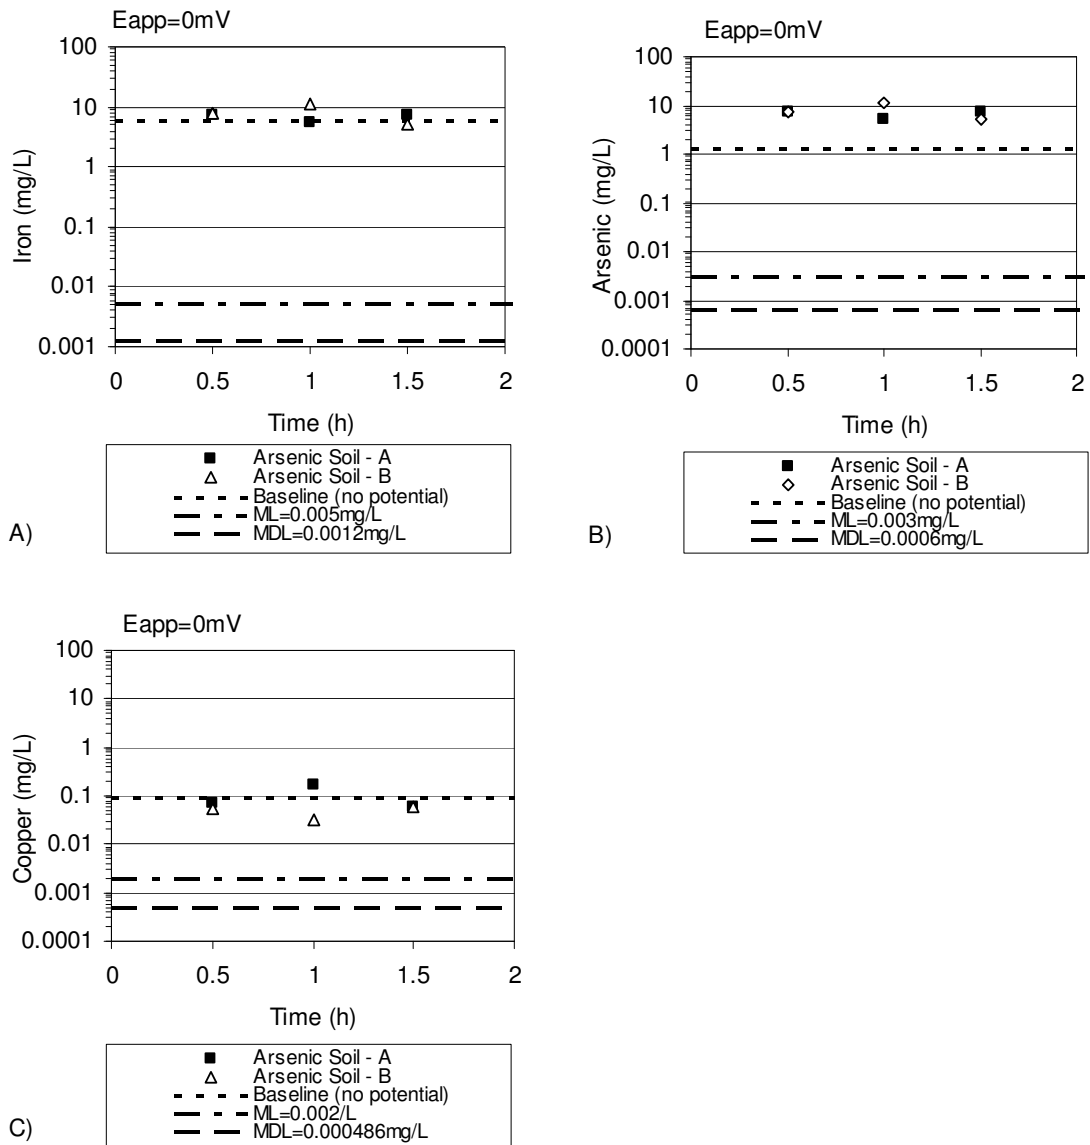 Eapp=0mV
100
10
1
0.1
0.01
0.001
Iron (mg/L)
0 0.5 1 1.5 2
Time (h)
Arsenic Soil - A
Arsenic Soil - B
Baseline (no potential)
ML=0.005mg/L
MDL=0.0012mg/L
A)
Eapp=0mV
100
10
1
0.1
0.01
0.001
0.0001
Arsenic (mg/L)
0 0.5 1 1.5 2
Time (h)
Arsenic Soil - A
Arsenic Soil - B
Baseline (no potential)
ML=0.003mg/L
MDL=0.0006mg/L
B)
Eapp=0mV
100
10
1
0.1
0.01
0.001
0.0001
Copper (mg/L)
0 0.5 1 1.5 2
Time (h)
Arsenic Soil - A
Arsenic Soil - B
Baseline (no potential)
ML=0.002/L
MDL=0.000486mg/L
C)